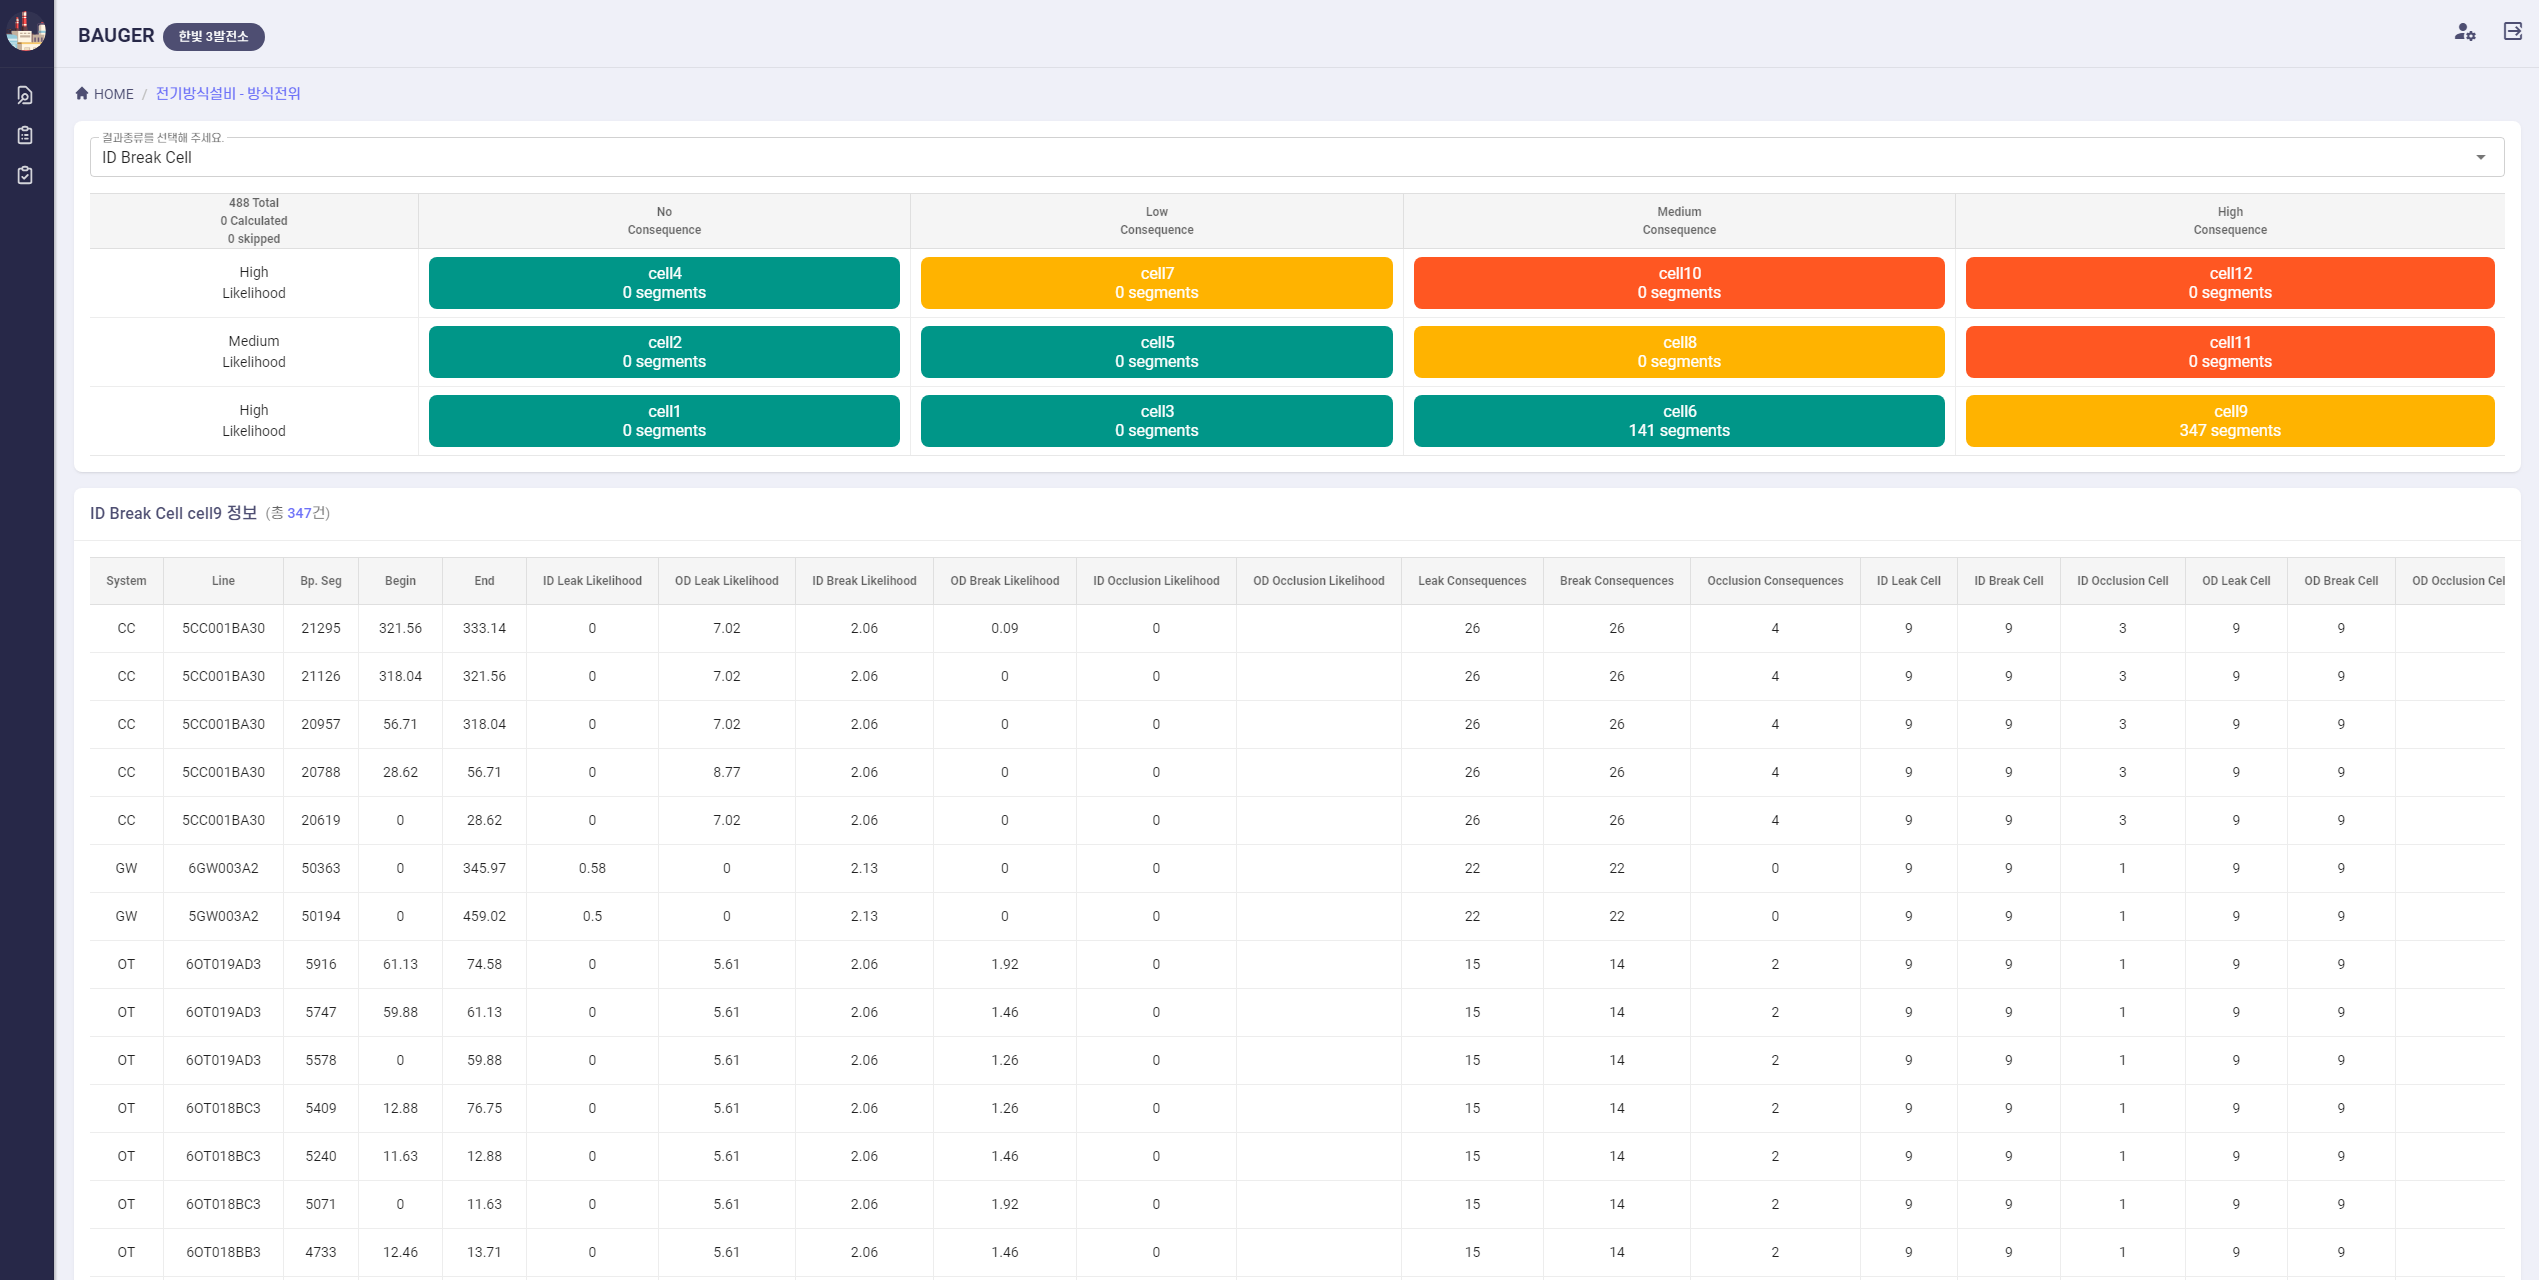 BAUGER 한빛 3발전소
HOME / 전기방식설비 - 방식전위
결과종류를 선택해 주세요.
ID Break Cell
488 Total
0 Calculated
0 skipped
No
Consequence
Low
Consequence
Medium
Consequence
High
Consequence
High
Likelihood
cell4
0 segments
cell7
0 segments
cell10
0 segments
cell12
0 segments
Medium
Likelihood
cell2
0 segments
cell5
0 segments
cell8
0 segments
cell11
0 segments
High
Likelihood
cell1
0 segments
cell3
0 segments
cell6
141 segments
cell9
347 segments
ID Break Cell cell9 정보 (총 347건)
System Line Bp. Seg Begin End ID Leak Likelihood OD Leak Likelihood ID Break Likelihood OD Break Likelihood ID Occlusion Likelihood OD Occlusion Likelihood Leak Consequences Break Consequences Occlusion Consequences ID Leak Cell ID Break Cell ID Occlusion Cell OD Leak Cell OD Break Cell OD Occlusion Cel
CC 5CC001BA30 21295 321.56 333.14 0 7.02 2.06 0.09 0 26 26 4 9 9 3 9 9
CC 5CC001BA30 21126 318.04 321.56 0 7.02 2.06 0 0 26 26 4 9 9 3 9 9
CC 5CC001BA30 20957 56.71 318.04 0 7.02 2.06 0 0 26 26 4 9 9 3 9 9
CC 5CC001BA30 20788 28.62 56.71 0 8.77 2.06 0 0 26 26 4 9 9 3 9 9
CC 5CC001BA30 20619 0 28.62 0 7.02 2.06 0 0 26 26 4 9 9 3 9 9
GW 6GW003A2 50363 0 345.97 0.58 0 2.13 0 0 22 22 0 9 9 1 9 9
GW 5GW003A2 50194 0 459.02 0.5 0 2.13 0 0 22 22 0 9 9 1 9 9
OT 6OT019AD3 5916 61.13 74.58 0 5.61 2.06 1.92 0 15 14 2 9 9 1 9 9
OT 6OT019AD3 5747 59.88 61.13 0 5.61 2.06 1.46 0 15 14 2 9 9 1 9 9
OT 6OT019AD3 5578 0 59.88 0 5.61 2.06 1.26 0 15 14 2 9 9 1 9 9
OT 6OT018BC3 5409 12.88 76.75 0 5.61 2.06 1.26 0 15 14 2 9 9 1 9 9
OT 6OT018BC3 5240 11.63 12.88 0 5.61 2.06 1.46 0 15 14 2 9 9 1 9 9
OT 6OT018BC3 5071 0 11.63 0 5.61 2.06 1.92 0 15 14 2 9 9 1 9 9
OT 6OT018BB3 4733 12.46 13.71 0 5.61 2.06 1.46 0 15 14 2 9 9 1 9 9